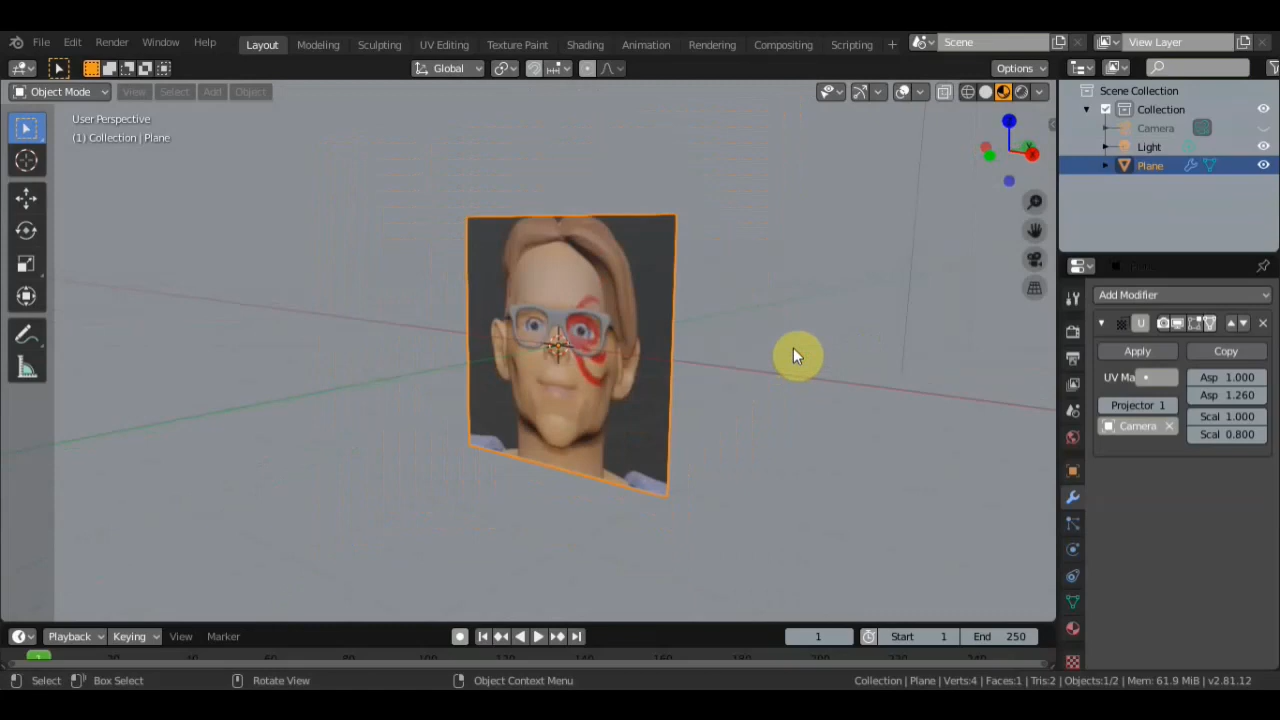 File Edit Render Window Help Layout Modeling Sculpting UV Editing Texture Paint Shading Animation Rendering Compositing Scripting + Scene View Layer
Global Options
Object Mode View Select Add Object
User Perspective
(1) Collection | Plane
Scene Collection
Collection
Camera
Light
Plane
Add Modifier
U
Apply Copy
UV Ma Asp 1.000
Asp 1.260
Projector 1 Scal 1.000
Camera Scal 0.800
Playback Keying View Marker 1 Start 1 End 250
Select Box Select Rotate View Object Context Menu Collection | Plane | Verts:4 | Faces:1 | Tris:2 | Objects:1/2 | Mem: 61.9 MiB | v2.81.12